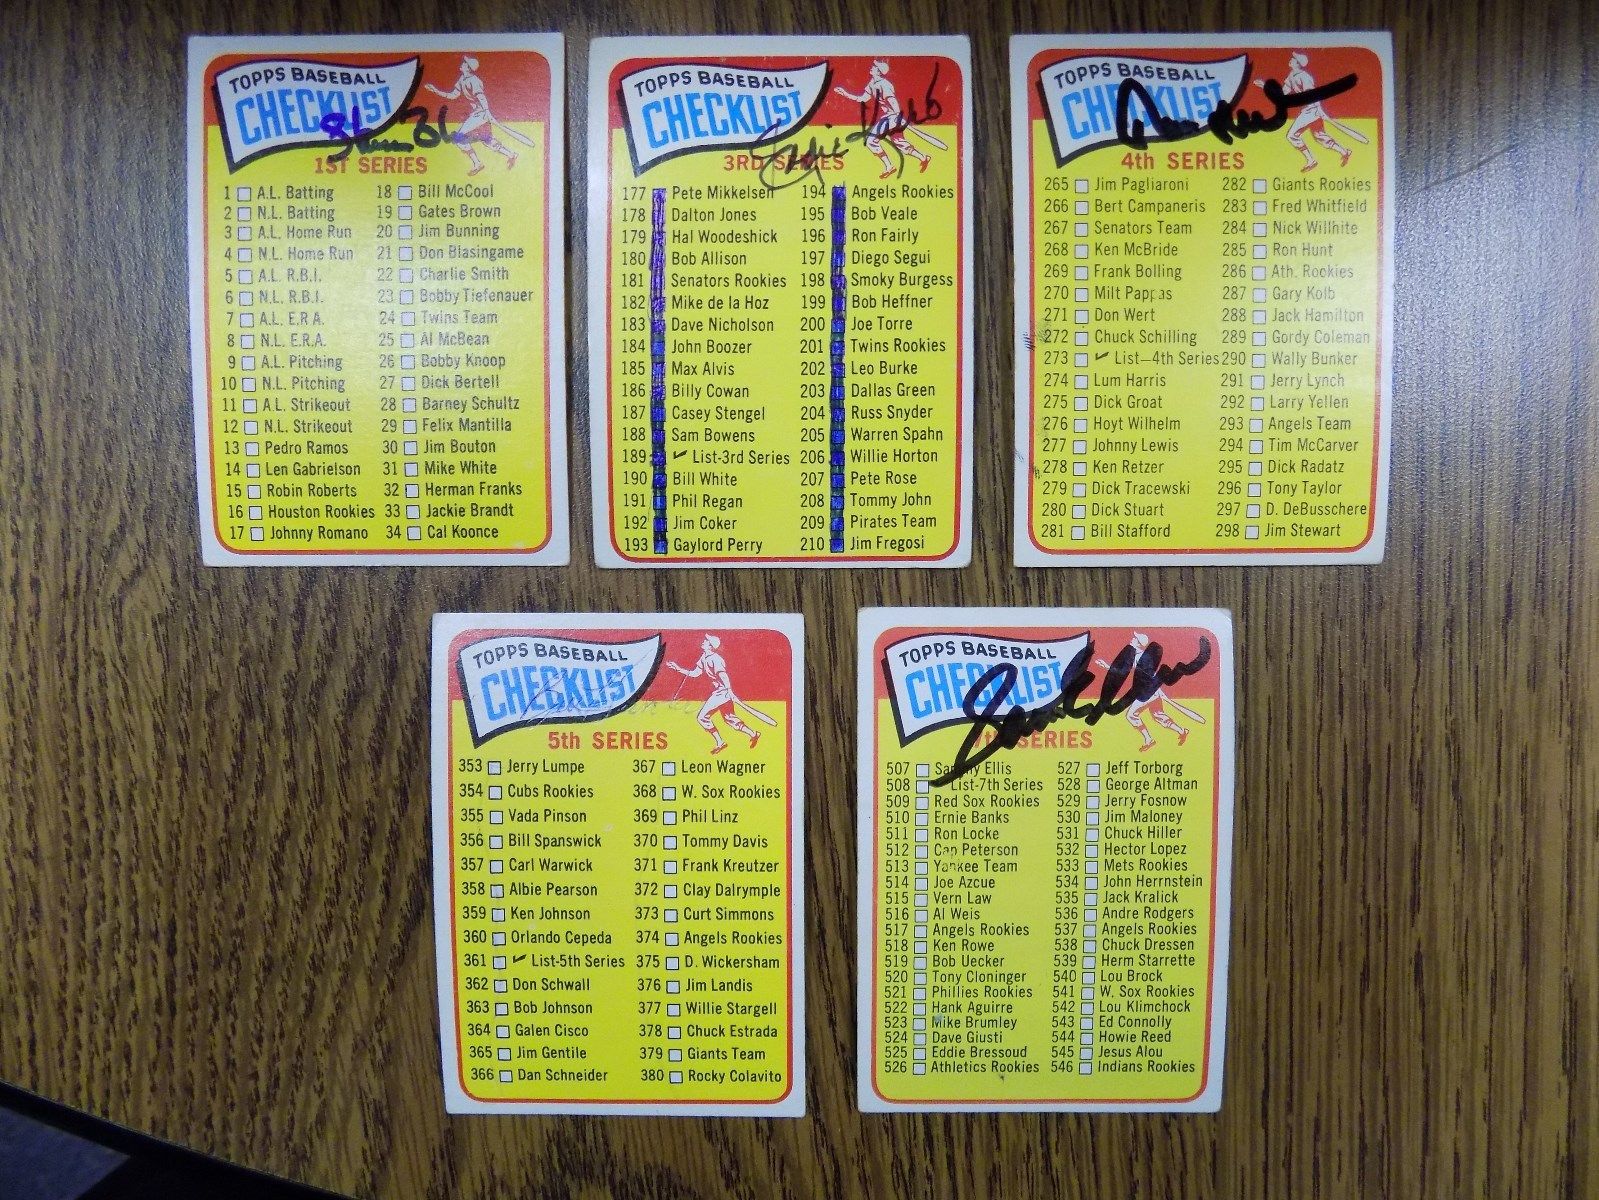 TOPPS BASEBALL
CHECKLIST
1ST SERIES
1 A.L. Batting
2 N.L. Batting
3 A.L. Home Run
4 N.L. Home Run
5 A.L. R.B.I.
6 N.L. R.B.I.
7 A.L. E.R.A.
8 N.L. E.R.A.
9 A.L. Pitching
10 N.L. Pitching
11 A.L. Strikeout
12 N.L. Strikeout
13 Pedro Ramos
14 Len Gabrielson
15 Robin Roberts
16 Houston Rookies
17 Johnny Romano
18 Bill McCool
19 Gates Brown
20 Jim Bunning
21 Don Blasingame
22 Charlie Smith
23 Bobby Tiefenauer
24 Twins Team
25 Al McBean
26 Bobby Knoop
27 Dick Bertell
28 Barney Schultz
29 Felix Mantilla
30 Jim Bouton
31 Mike White
32 Herman Franks
33 Jackie Brandt
34 Cal Koonce
TOPPS BASEBALL
CHECKLIST
3RD SERIES
177 Pete Mikkelsen
178 Dalton Jones
179 Hal Woodeshick
180 Bob Allison
181 Senators Rookies
182 Mike de la Hoz
183 Dave Nicholson
184 John Boozer
185 Max Alvis
186 Billy Cowan
187 Casey Stengel
188 Sam Bowens
189 ✓ List-3rd Series
190 Bill White
191 Phil Regan
192 Jim Coker
193 Gaylord Perry
194 Angels Rookies
195 Bob Veale
196 Ron Fairly
197 Diego Segui
198 Smoky Burgess
199 Bob Heffner
200 Joe Torre
201 Twins Rookies
202 Leo Burke
203 Dallas Green
204 Russ Snyder
205 Warren Spahn
206 Willie Horton
207 Pete Rose
208 Tommy John
209 Pirates Team
210 Jim Fregosi
TOPPS BASEBALL
CHECKLIST
4th SERIES
265 Jim Pagliaroni
266 Bert Campaneris
267 Senators Team
268 Ken McBride
269 Frank Bolling
270 Milt Pappas
271 Don Wert
272 Chuck Schilling
273 ✓ List—4th Series
274 Lum Harris
275 Dick Groat
276 Hoyt Wilhelm
277 Johnny Lewis
278 Ken Retzer
279 Dick Tracewski
280 Dick Stuart
281 Bill Stafford
282 Giants Rookies
283 Fred Whitfield
284 Nick Willhite
285 Ron Hunt
286 Ath. Rookies
287 Gary Kolb
288 Jack Hamilton
289 Gordy Coleman
290 Wally Bunker
291 Jerry Lynch
292 Larry Yellen
293 Angels Team
294 Tim McCarver
295 Dick Radatz
296 Tony Taylor
297 D. DeBusschere
298 Jim Stewart
TOPPS BASEBALL
CHECKLIST
5th SERIES
353 Jerry Lumpe
354 Cubs Rookies
355 Vada Pinson
356 Bill Spanswick
357 Carl Warwick
358 Albie Pearson
359 Ken Johnson
360 Orlando Cepeda
361 ✓ List-5th Series
362 Don Schwall
363 Bob Johnson
364 Galen Cisco
365 Jim Gentile
366 Dan Schneider
367 Leon Wagner
368 W. Sox Rookies
369 Phil Linz
370 Tommy Davis
371 Frank Kreutzer
372 Clay Dalrymple
373 Curt Simmons
374 Angels Rookies
375 D. Wickersham
376 Jim Landis
377 Willie Stargell
378 Chuck Estrada
379 Giants Team
380 Rocky Colavito
TOPPS BASEBALL
CHECKLIST
7th SERIES
507 Sammy Ellis
508 List-7th Series
509 Red Sox Rookies
510 Ernie Banks
511 Ron Locke
512 Cap Peterson
513 Yankee Team
514 Joe Azcue
515 Vern Law
516 Al Weis
517 Angels Rookies
518 Ken Rowe
519 Bob Uecker
520 Tony Cloninger
521 Phillies Rookies
522 Hank Aguirre
523 Mike Brumley
524 Dave Giusti
525 Eddie Bressoud
526 Athletics Rookies
527 Jeff Torborg
528 George Altman
529 Jerry Fosnow
530 Jim Maloney
531 Chuck Hiller
532 Hector Lopez
533 Mets Rookies
534 John Herrnstein
535 Jack Kralick
536 Andre Rodgers
537 Angels Rookies
538 Chuck Dressen
539 Herm Starrette
540 Lou Brock
541 W. Sox Rookies
542 Lou Klimchock
543 Ed Connolly
544 Howie Reed
545 Jesus Alou
546 Indians Rookies